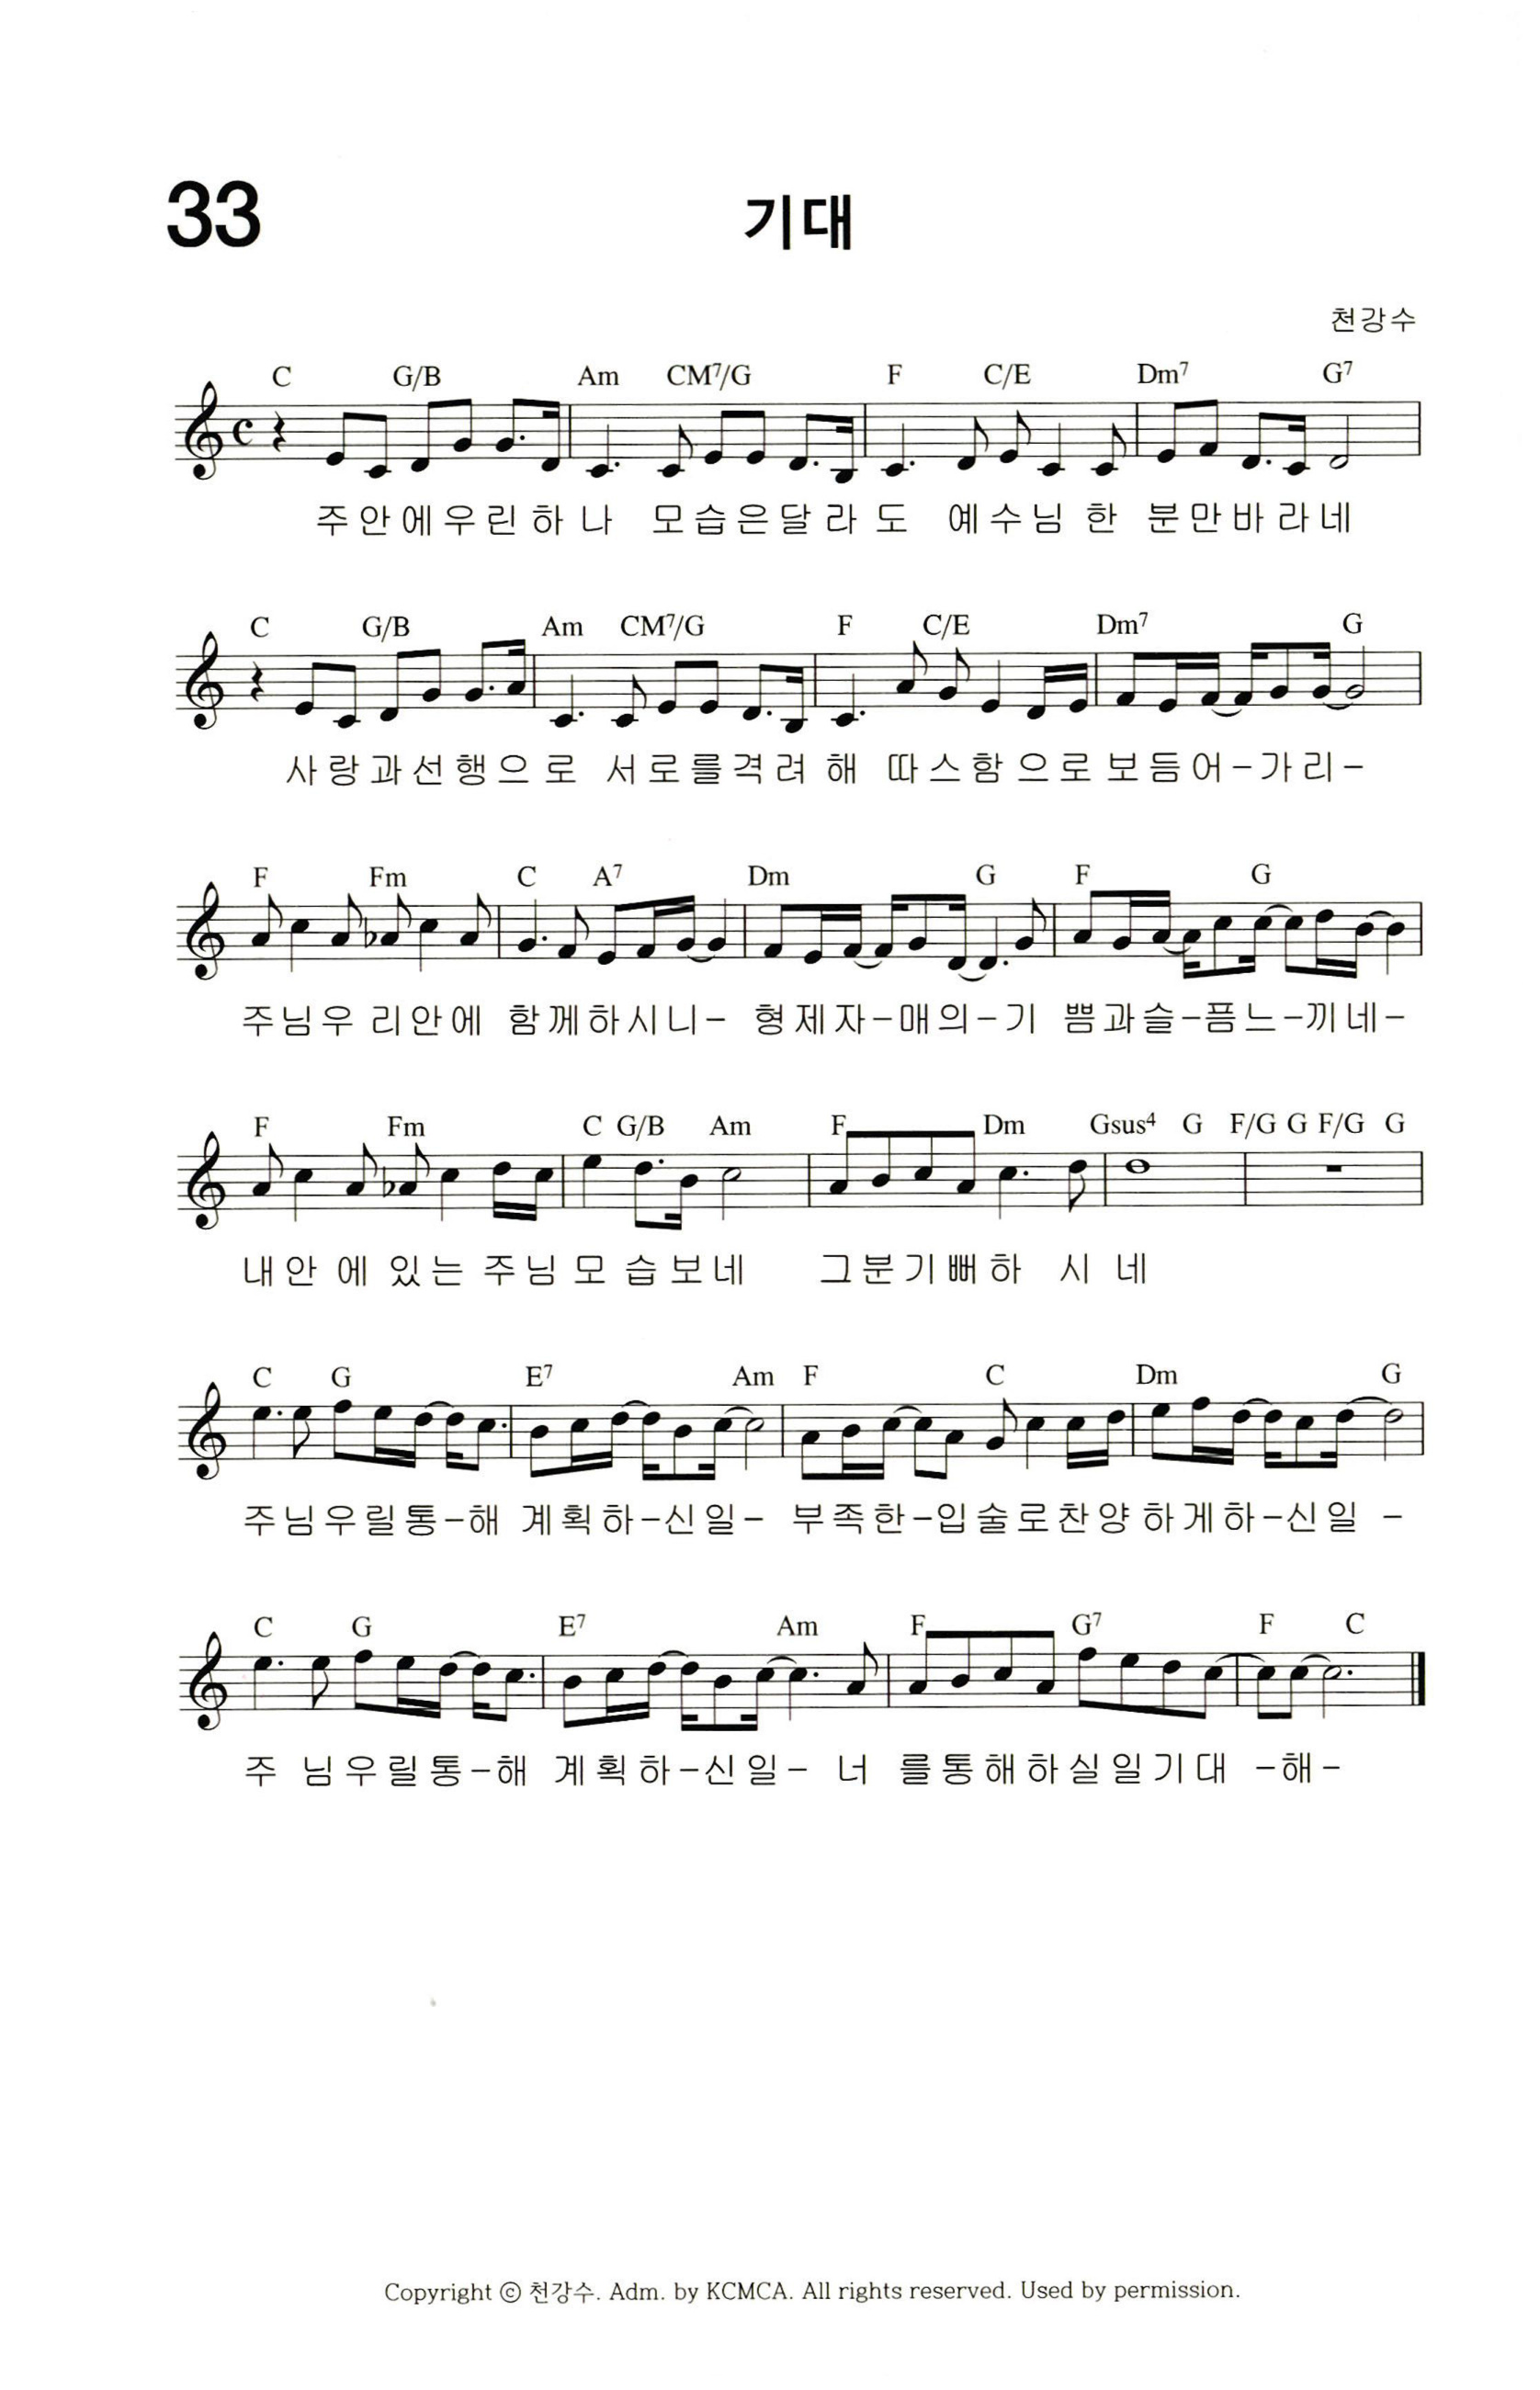 33
기대
천강수
C G/B Am CM7/G F C/E Dm7 G7
주안에우린하나 모습은달라도 예수님한분만바라네
C G/B Am CM7/G F C/E Dm7 G
사랑과선행으로 서로를격려해 따스함으로보듬어-가리-
F Fm C A7 Dm G F G
주님우리안에 함께하시니- 형제자-매의-기쁨과슬-픔느-끼네-
F Fm C G/B Am F Dm Gsus4 G F/G G F/G G
내안에있는주님모습보네 그분기뻐하시네
C G E7 Am F C Dm G
주님우릴통-해 계획하-신일- 부족한-입술로찬양하게하-신일 -
C G E7 Am F G7 F C
주님우릴통-해 계획하-신일- 너를통해하실일기대 -해-
Copyright ⓒ 천강수. Adm. by KCMCA. All rights reserved. Used by permission.